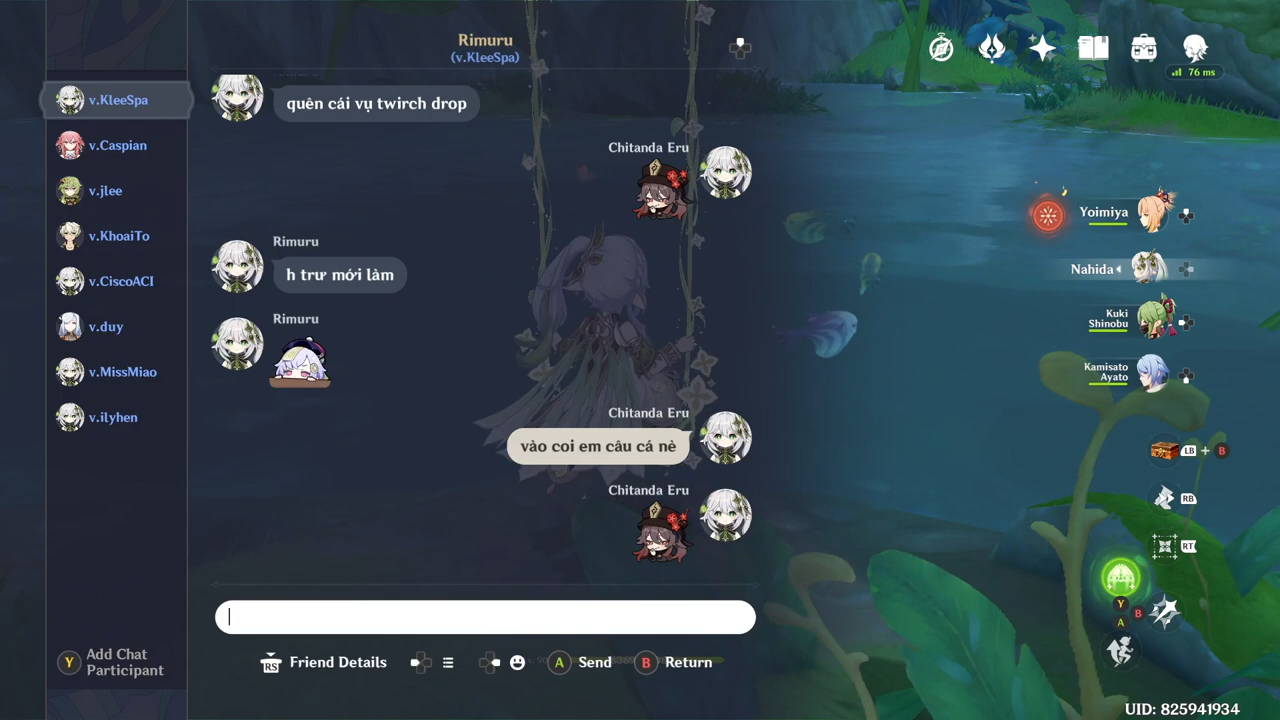 Rimuru
(v.KleeSpa)
76 ms
v.KleeSpa
v.Caspian
v.jlee
v.KhoaiTo
v.CiscoACI
v.duy
v.MissMiao
v.ilyhen
quên cái vụ twirch drop
Chitanda Eru
Rimuru
h trư mới làm
Rimuru
Chitanda Eru
vào coi em câu cá nè
Chitanda Eru
Yoimiya
Nahida
Kuki
Shinobu
Kamisato
Ayato
LB + B
RB
RT
Y
B
A
Y Add Chat
Participant
RS Friend Details
A Send
B Return
UID: 825941934